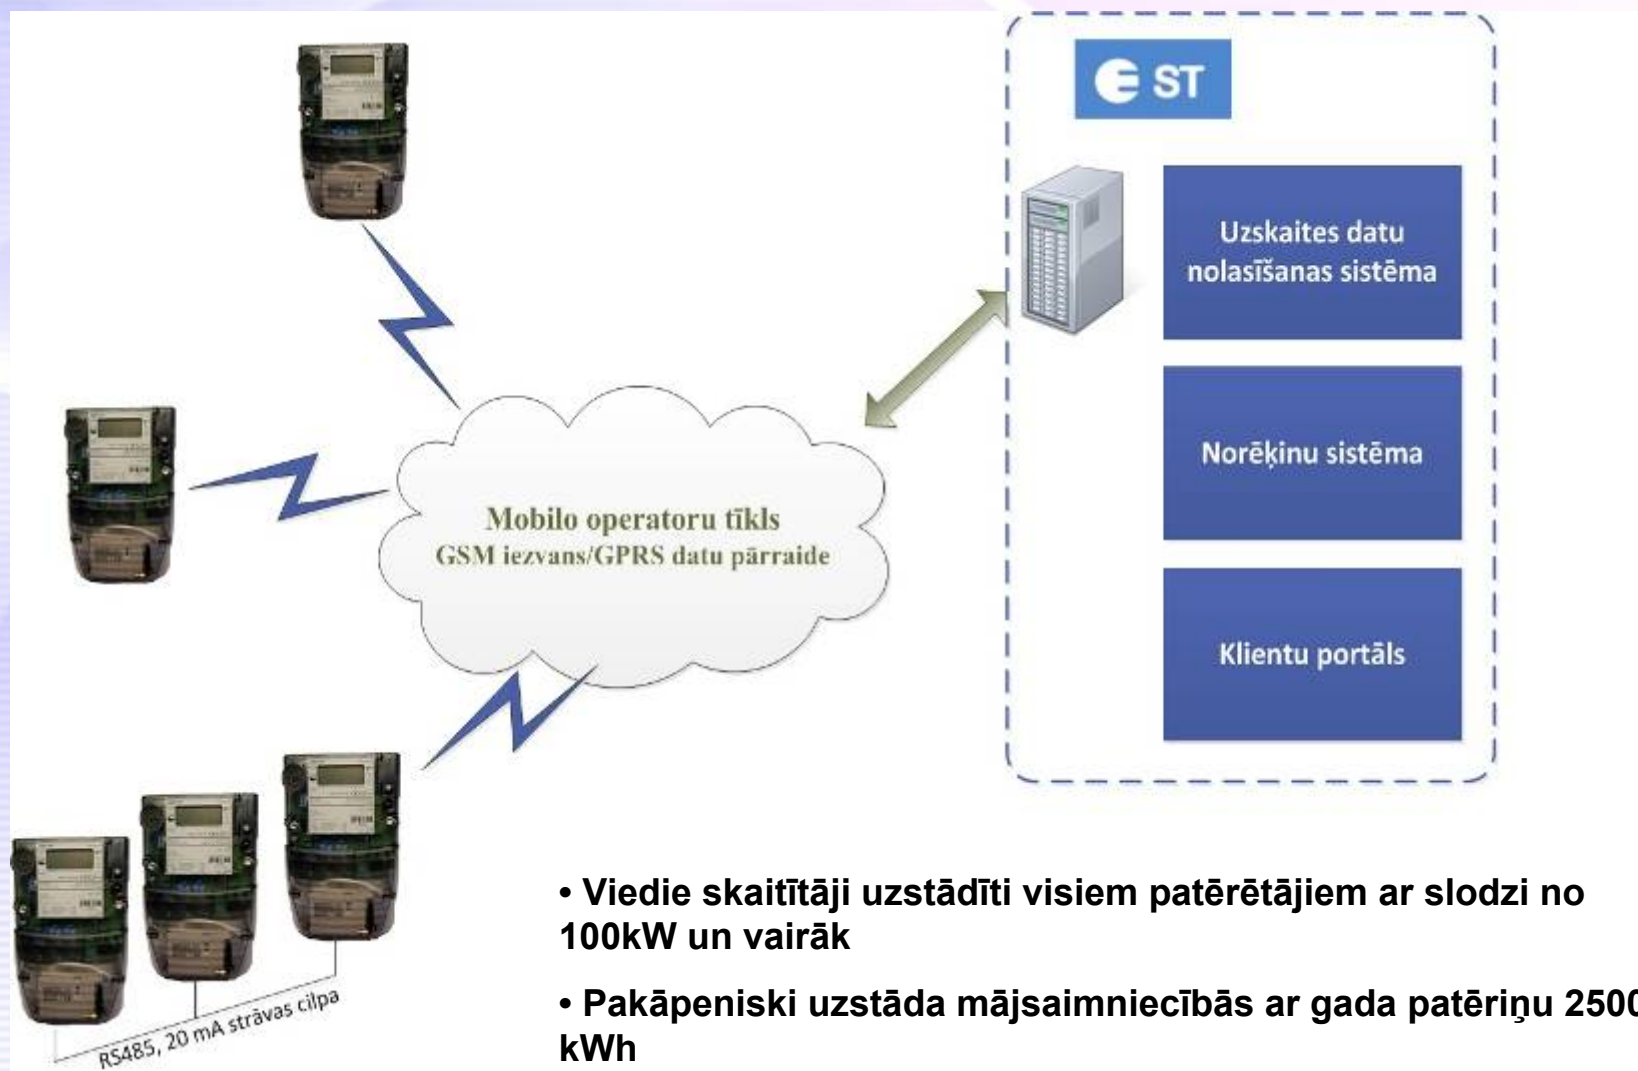 ST
Uzskaites datu
nolasīšanas sistēma
Norēķinu sistēma
Klientu portāls
Mobilo operatoru tīkls
GSM iezvans/GPRS datu pārraide
RS485, 20 mA strāvas cilpa
• Viedie skaitītāji uzstādīti visiem patērētājiem ar slodzi no
100kW un vairāk
• Pakāpeniski uzstāda mājsaimniecībās ar gada patēriņu 2500
kWh